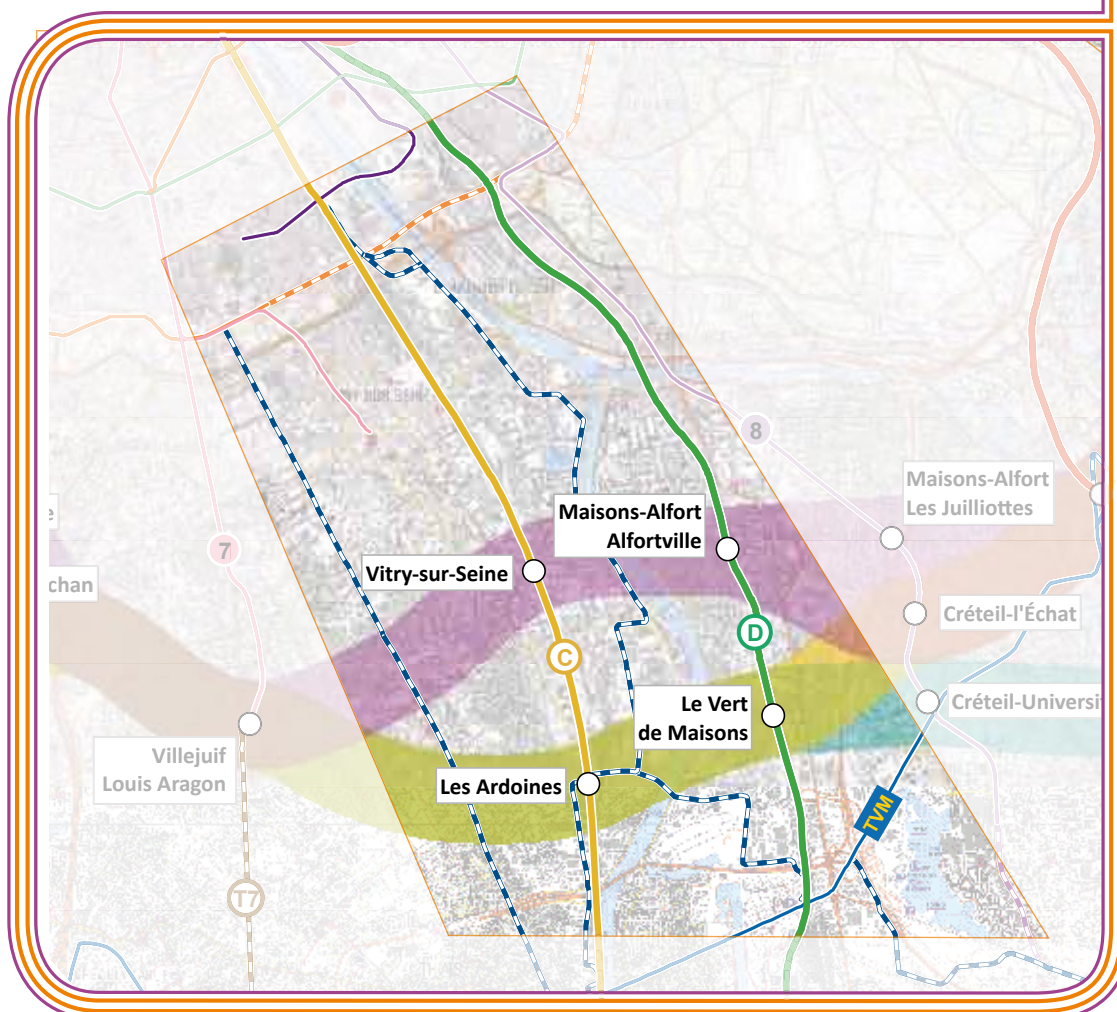 8
Maisons-Alfort
Les Juilliottes
Maisons-Alfort
Alfortville
7
Vitry-sur-Seine
chan
Créteil-l'Échat
D
C
Le Vert
de Maisons
Créteil-Universit
Villejuif
Louis Aragon
Les Ardoines
TVM
T7